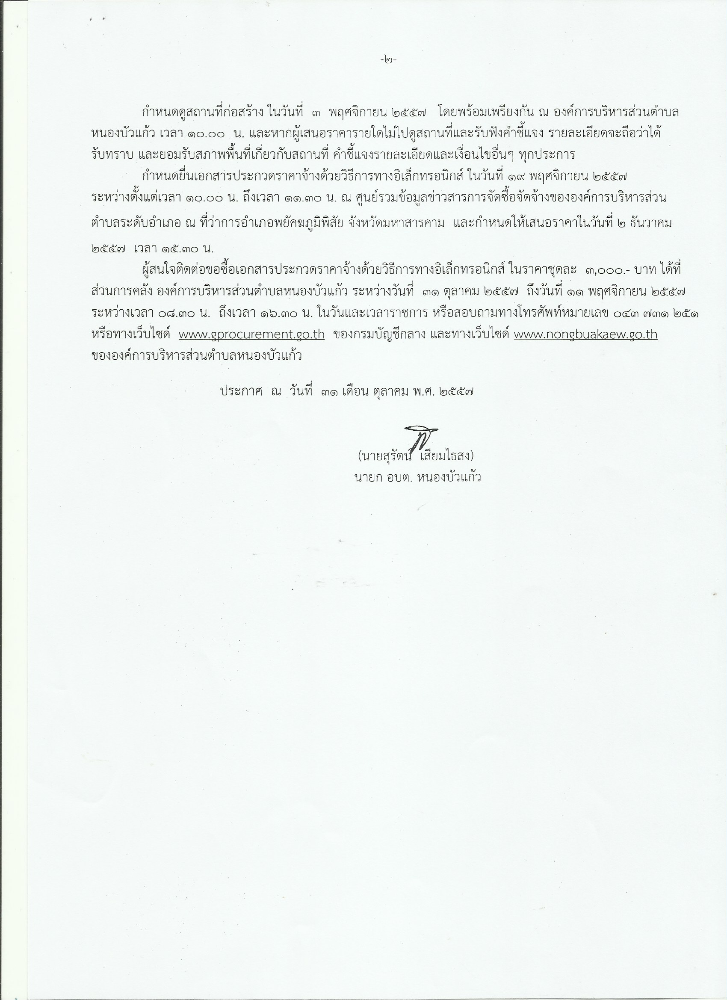 -๒-
กำหนดดูสถานที่ก่อสร้าง ในวันที่ ๓ พฤศจิกายน ๒๕๕๗ โดยพร้อมเพรียงกัน ณ องค์การบริหารส่วนตำบล
หนองบัวแก้ว เวลา ๑๐.๐๐ น. และหากผู้เสนอราคารายใดไม่ไปดูสถานที่และรับฟังคำชี้แจง รายละเอียดจะถือว่าได้
รับทราบ และยอมรับสภาพพื้นที่เกี่ยวกับสถานที่ คำชี้แจงรายละเอียดและเงื่อนไขอื่นๆ ทุกประการ
กำหนดยื่นเอกสารประกวดราคาจ้างด้วยวิธีการทางอิเล็กทรอนิกส์ ในวันที่ ๑๙ พฤศจิกายน ๒๕๕๗
ระหว่างตั้งแต่เวลา ๑๐.๐๐ น. ถึงเวลา ๑๑.๓๐ น. ณ ศูนย์รวมข้อมูลข่าวสารการจัดซื้อจัดจ้างขององค์การบริหารส่วน
ตำบลระดับอำเภอ ณ ที่ว่าการอำเภอพยัคฆภูมิพิสัย จังหวัดมหาสารคาม และกำหนดให้เสนอราคาในวันที่ ๒ ธันวาคม
๒๕๕๗ เวลา ๑๕.๓๐ น.
ผู้สนใจติดต่อขอซื้อเอกสารประกวดราคาจ้างด้วยวิธีการทางอิเล็กทรอนิกส์ ในราคาชุดละ ๓,๐๐๐.- บาท ได้ที่
ส่วนการคลัง องค์การบริหารส่วนตำบลหนองบัวแก้ว ระหว่างวันที่ ๓๑ ตุลาคม ๒๕๕๗ ถึงวันที่ ๑๑ พฤศจิกายน ๒๕๕๗
ระหว่างเวลา ๐๘.๓๐ น. ถึงเวลา ๑๖.๓๐ น. ในวันและเวลาราชการ หรือสอบถามทางโทรศัพท์หมายเลข ๐๔๓ ๗๓๑ ๒๕๑
หรือทางเว็บไซด์ www.gprocurement.go.th ของกรมบัญชีกลาง และทางเว็บไซด์ www.nongbuakaew.go.th
ขององค์การบริหารส่วนตำบลหนองบัวแก้ว
ประกาศ ณ วันที่ ๓๑ เดือน ตุลาคม พ.ศ. ๒๕๕๗
(นายสุรัตน์ เสียมไธสง)
นายก อบต. หนองบัวแก้ว